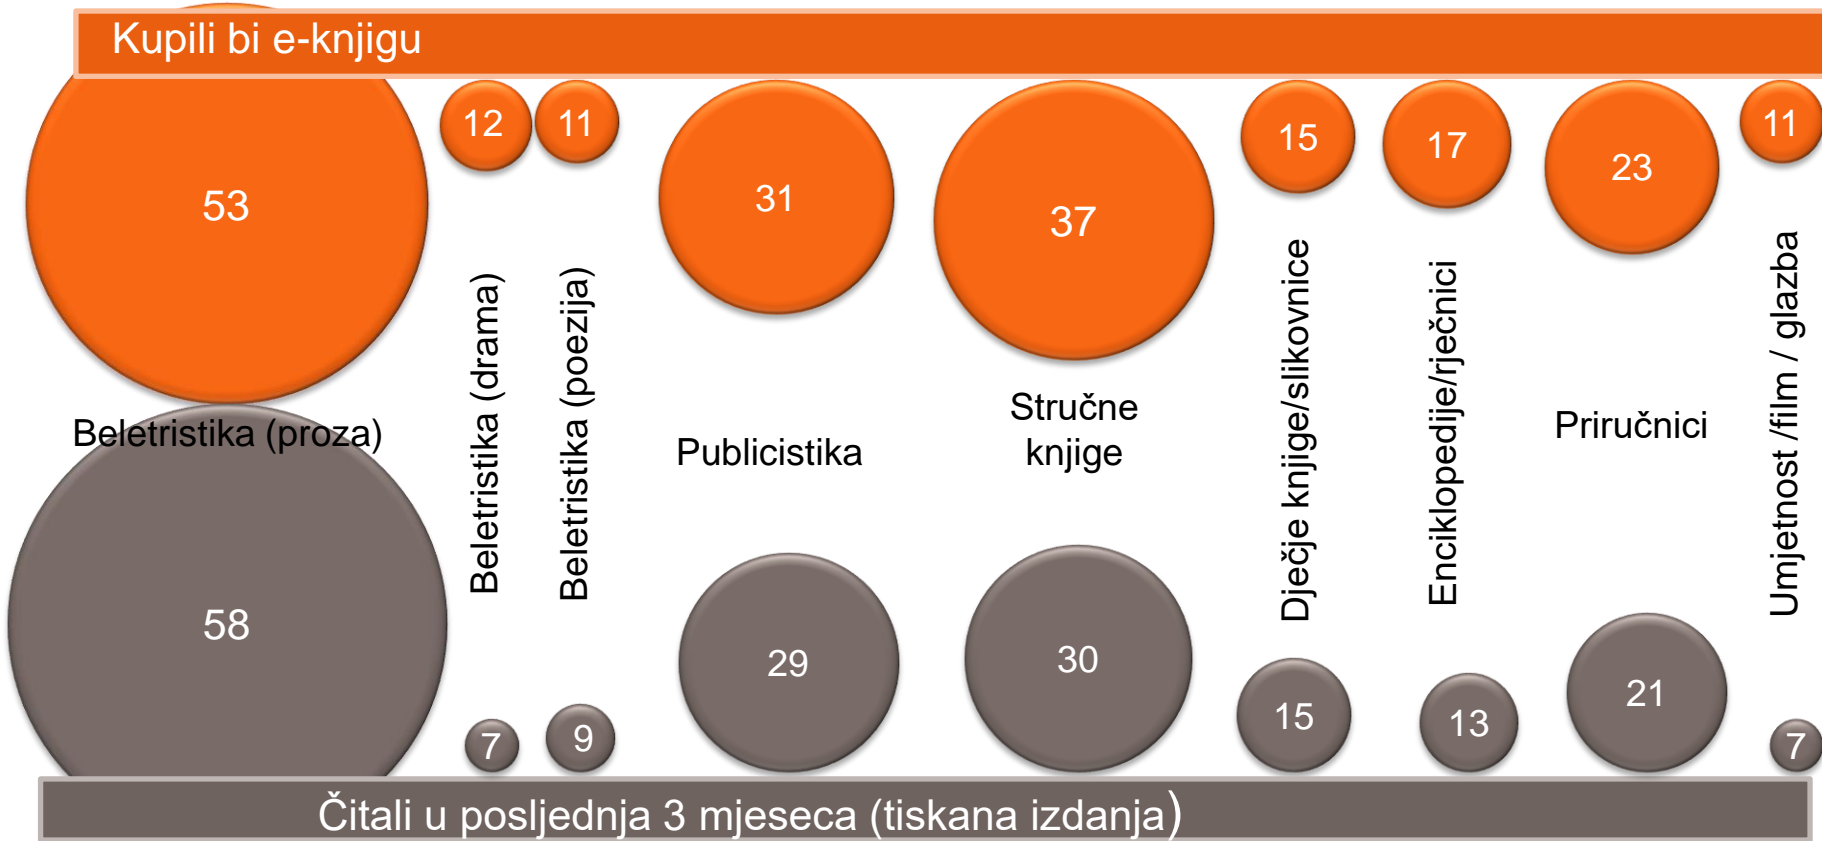 Kupili bi e-knjigu
53
12
11
31
37
15
17
23
11
Beletristika (proza)
Beletristika (drama)
Beletristika (poezija)
Publicistika
Stručne
knjige
Dječje knjige/slikovnice
Enciklopedije/rječnici
Priručnici
Umjetnost /film / glazba
58
7
9
29
30
15
13
21
7
Čitali u posljednja 3 mjeseca (tiskana izdanja)